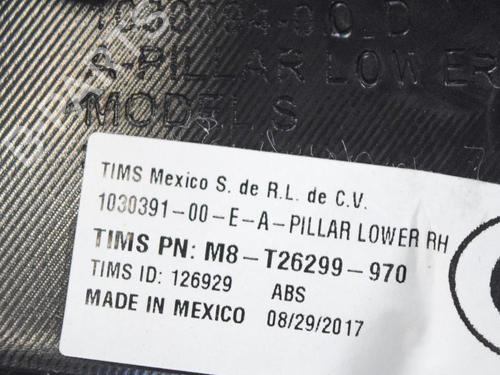 A-PILLAR LOWER
MODEL S
TIMS Mexico S. de R.L. de C.V.
1030391-00-E-A-PILLAR LOWER RH
TIMS PN: M8-T26299-970
TIMS ID: 126929 ABS
MADE IN MEXICO 08/29/2017